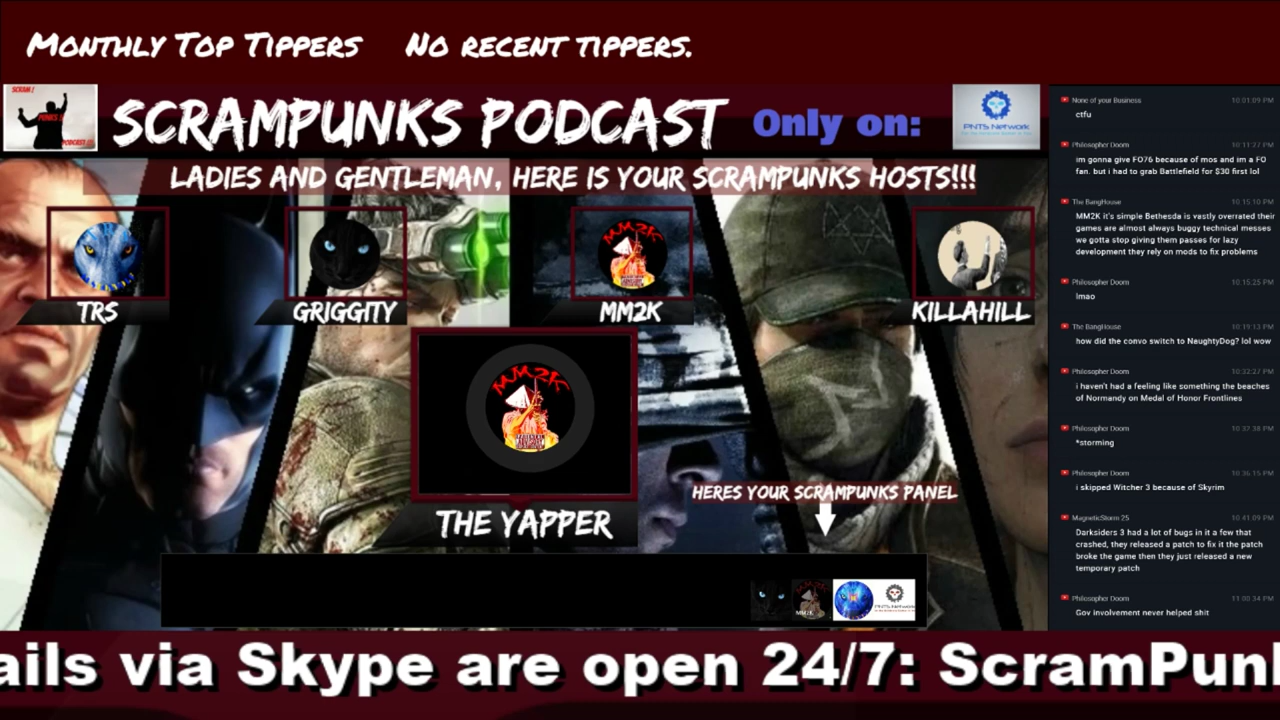 Monthly Top Tippers No recent tippers.
SCRAM!
PUNKS
PODCAST
SCRAMPUNKS PODCAST Only on:
PNTS Network
LADIES AND GENTLEMAN, HERE IS YOUR SCRAMPUNKS HOSTS!!!
TRS GRIGGITY MM2K KILLAHILL
MM2K
MM2K
THE YAPPER
HERES YOUR SCRAMPUNKS PANEL
MM2K
PNTS Network
None of your Business 10:01:09 PM
ctfu
Philosopher Doom 10:11:27 PM
im gonna give FO76 because of mos and im a FO
fan. but i had to grab Battlefield for $30 first lol
The BangHouse 10:15:10 PM
MM2K it's simple Bethesda is vastly overrated their
games are almost always buggy technical messes
we gotta stop giving them passes for lazy
development they rely on mods to fix problems
Philosopher Doom 10:15:25 PM
lmao
The BangHouse 10:19:13 PM
how did the convo switch to NaughtyDog? lol wow
Philosopher Doom 10:32:27 PM
i haven't had a feeling like something the beaches
of Normandy on Medal of Honor Frontlines
Philosopher Doom 10:32:38 PM
*storming
Philosopher Doom 10:36:15 PM
i skipped Witcher 3 because of Skyrim
MagneticStorm 25 10:41:09 PM
Darksiders 3 had a lot of bugs in it a few that
crashed, they released a patch to fix it the patch
broke the game then they just released a new
temporary patch
Philosopher Doom 11:00:34 PM
Gov involvement never helped shit
ails via Skype are open 24/7: ScramPunk